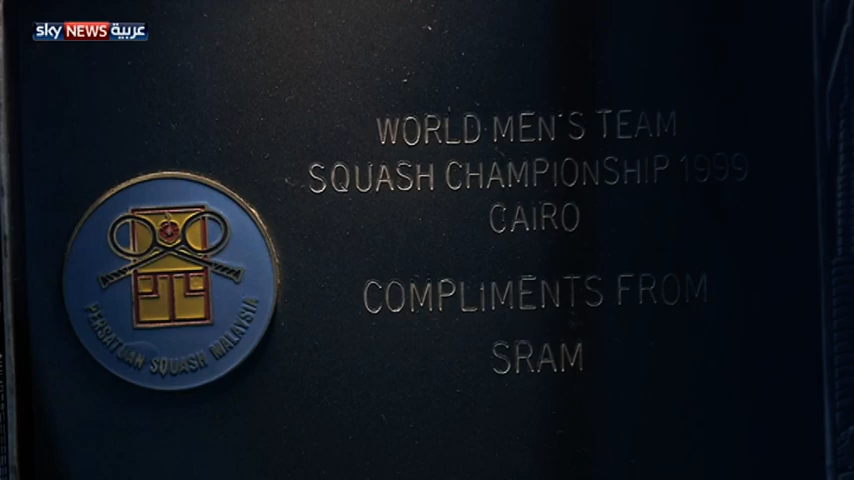 sky NEWS عربية
WORLD MEN'S TEAM
SQUASH CHAMPIONSHIP 1999
CAIRO
COMPLIMENTS FROM
SRAM
PERSATUAN SQUASH MALAYSIA